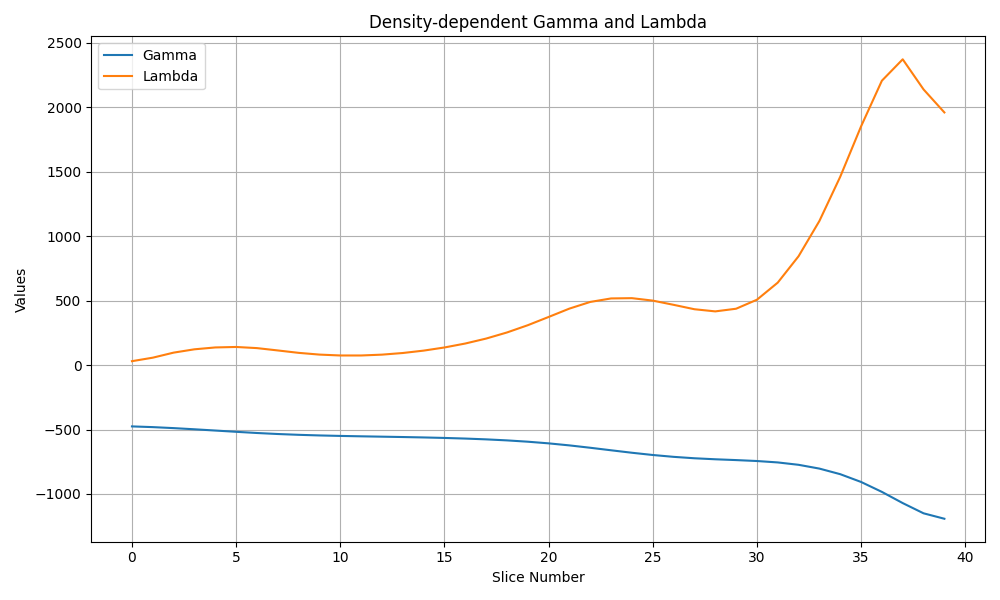 Density-dependent Gamma and Lambda
Gamma
Lambda
2500
2000
1500
1000
500
0
−500
−1000
Values
0 5 10 15 20 25 30 35 40
Slice Number